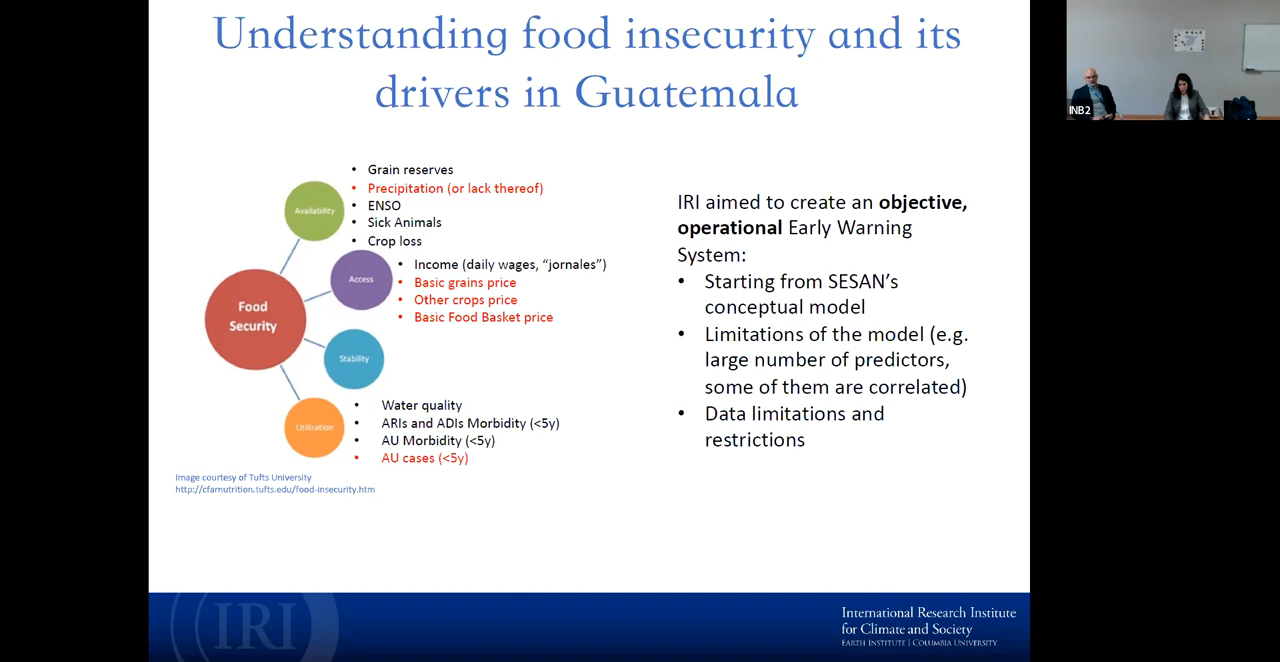 Understanding food insecurity and its
drivers in Guatemala
INB2
• Grain reserves
• Precipitation (or lack thereof)
• ENSO
• Sick Animals
• Crop loss
Availability
• Income (daily wages, “jornales”)
• Basic grains price
• Other crops price
• Basic Food Basket price
Access
Food
Security
Stability
• Water quality
• ARIs and ADIs Morbidity (<5y)
• AU Morbidity (<5y)
• AU cases (<5y)
Utilization
Image courtesy of Tufts University
http://cfarnutrition.tufts.edu/food-insecurity.htm
IRI aimed to create an objective,
operational Early Warning
System:
• Starting from SESAN’s
conceptual model
• Limitations of the model (e.g.
large number of predictors,
some of them are correlated)
• Data limitations and
restrictions
IRI
International Research Institute
for Climate and Society
EARTH INSTITUTE | COLUMBIA UNIVERSITY